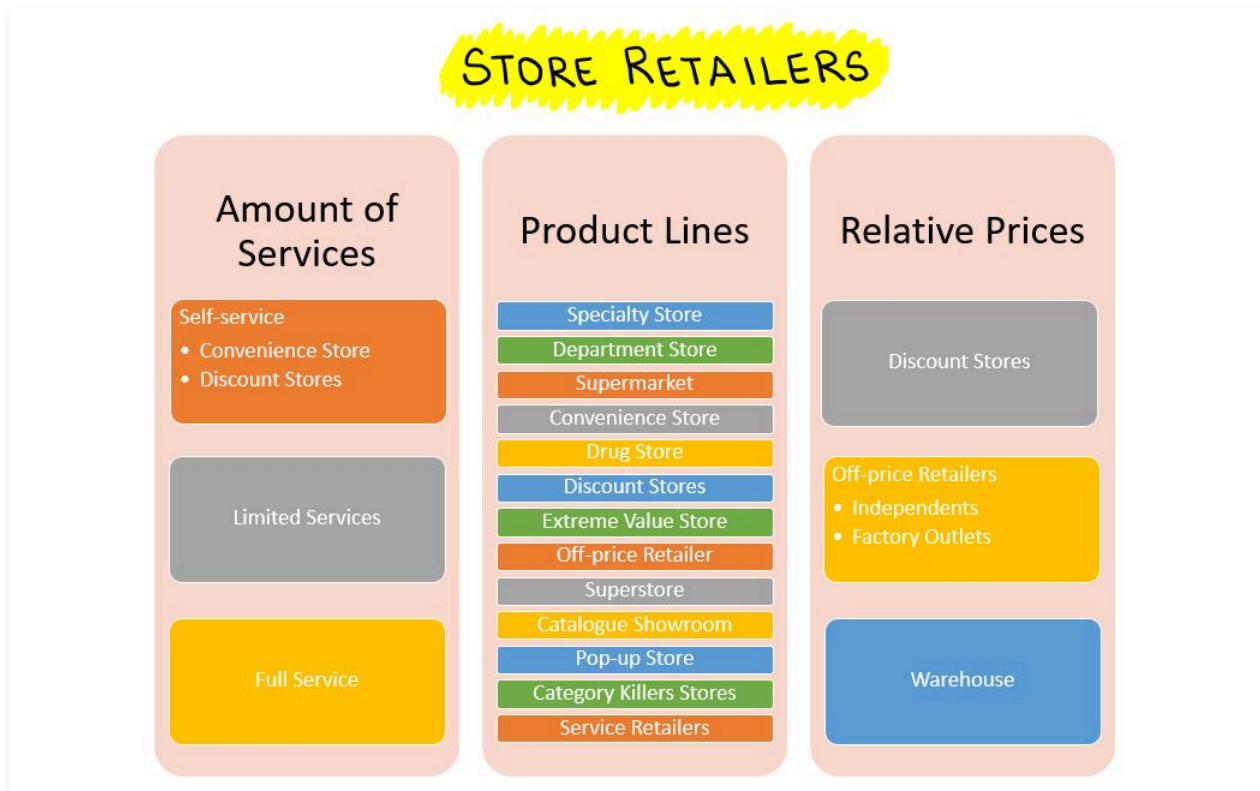 STORE RETAILERS
Amount of
Services
Self-service
• Convenience Store
• Discount Stores
Limited Services
Full Service
Product Lines
Specialty Store
Department Store
Supermarket
Convenience Store
Drug Store
Discount Stores
Extreme Value Store
Off-price Retailer
Superstore
Catalogue Showroom
Pop-up Store
Category Killers Stores
Service Retailers
Relative Prices
Discount Stores
Off-price Retailers
• Independents
• Factory Outlets
Warehouse